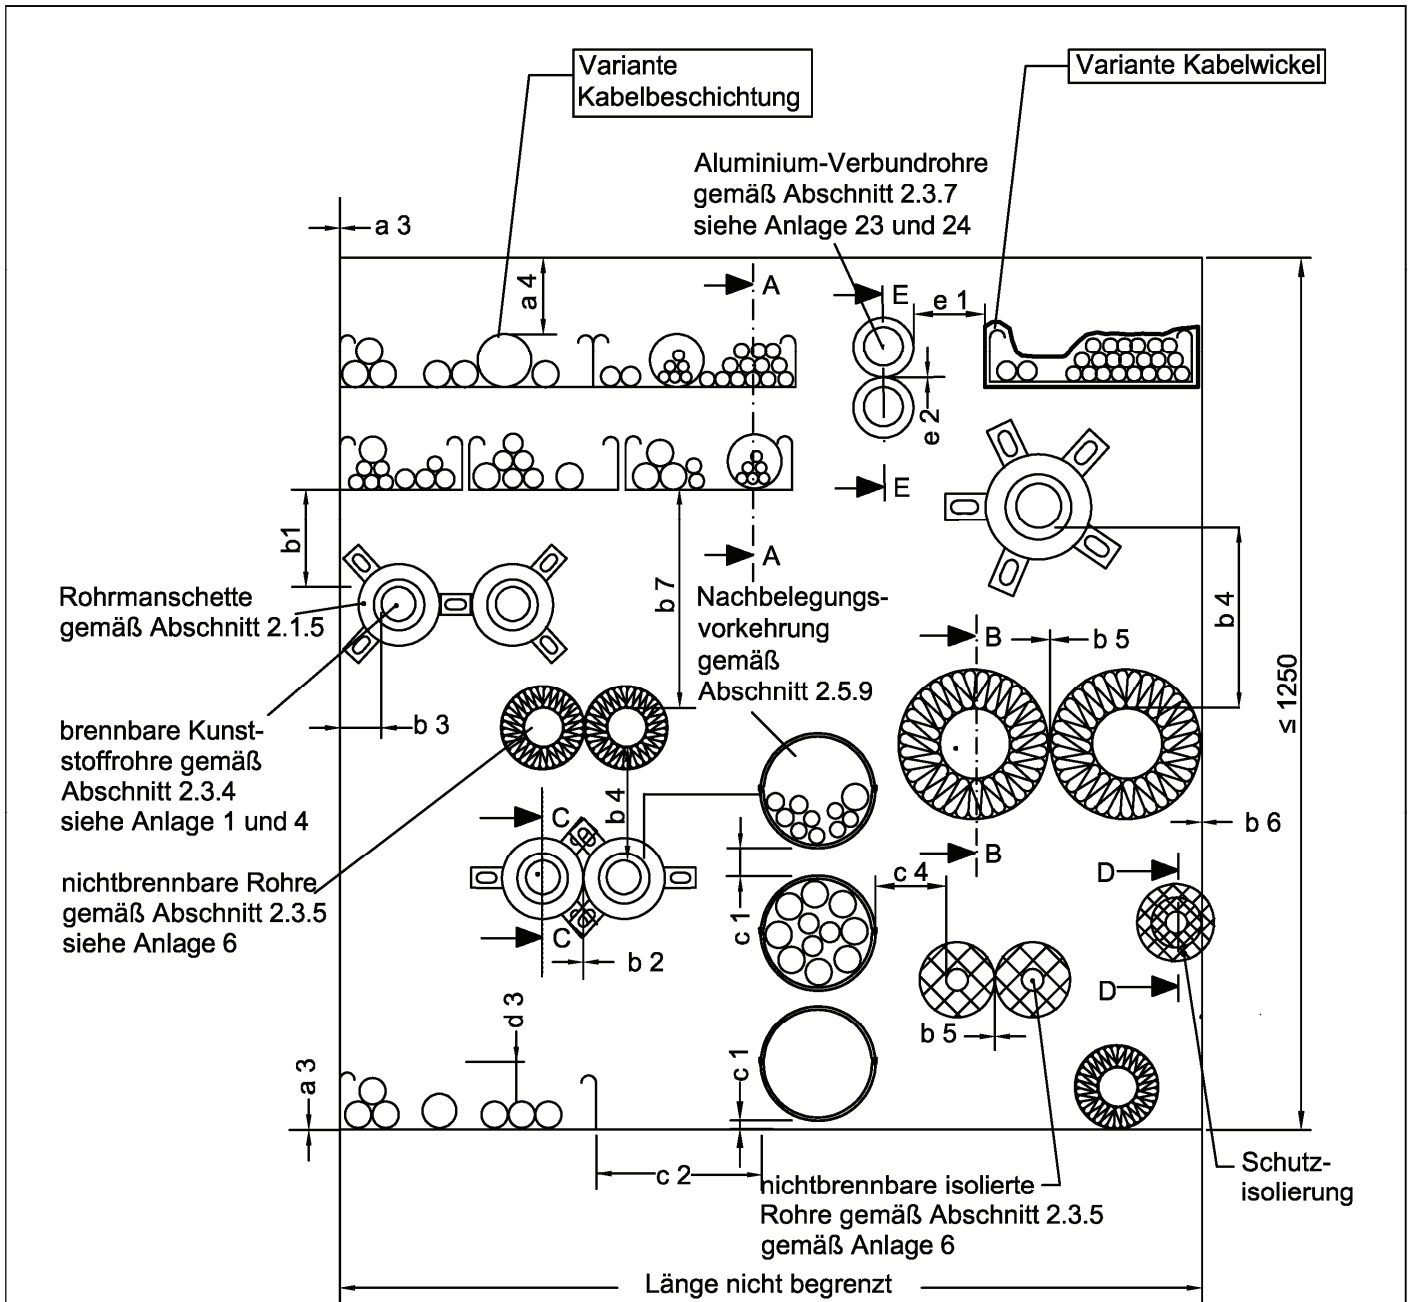 Variante
Kabelbeschichtung
Variante Kabelwickel
Aluminium-Verbundrohre
gemäß Abschnitt 2.3.7
siehe Anlage 23 und 24
a 3
a 4
A
E
e 1
e 2
E
A
b1
b 7
b 4
Rohrmanschette
gemäß Abschnitt 2.1.5
Nachbelegungs-
vorkehrung
gemäß
Abschnitt 2.5.9
B
b 5
≤ 1250
b 3
brennbare Kunst-
stoffrohre gemäß
Abschnitt 2.3.4
siehe Anlage 1 und 4
b 4
C
b 6
B
nichtbrennbare Rohre
gemäß Abschnitt 2.3.5
siehe Anlage 6
c 4
D
c 1
C
b 2
D
d 3
b 5
a 3
c 1
c 2
nichtbrennbare isolierte
Rohre gemäß Abschnitt 2.3.5
gemäß Anlage 6
Schutz-
isolierung
Länge nicht begrenzt